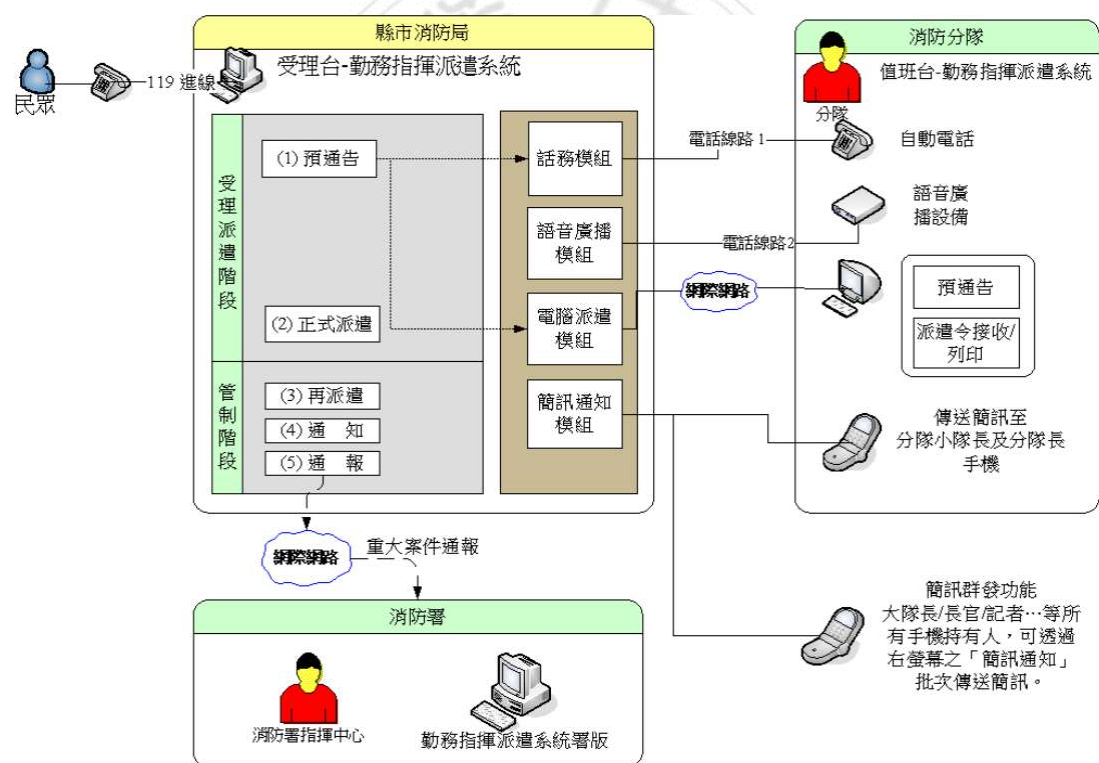 縣市消防局
受理台-勤務指揮派遣系統
民眾
119 進線
受理派遣階段
(1) 預通告
(2) 正式派遣
管制階段
(3) 再派遣
(4) 通 知
(5) 通 報
話務模組
語音廣播
模組
電腦派遣
模組
簡訊通知
模組
電話線路 1
電話線路2
網際網路
消防分隊
值班台-勤務指揮派遣系統
分隊
自動電話
語音廣
播設備
預通告
派遣令接收/
列印
傳送簡訊至
分隊小隊長及分隊長
手機
網際網路
重大案件通報
消防署
消防署指揮中心
勤務指揮派遣系統署版
簡訊群發功能
大隊長/長官/記者…等所
有手機持有人，可透過
右螢幕之「簡訊通知」
批次傳送簡訊。